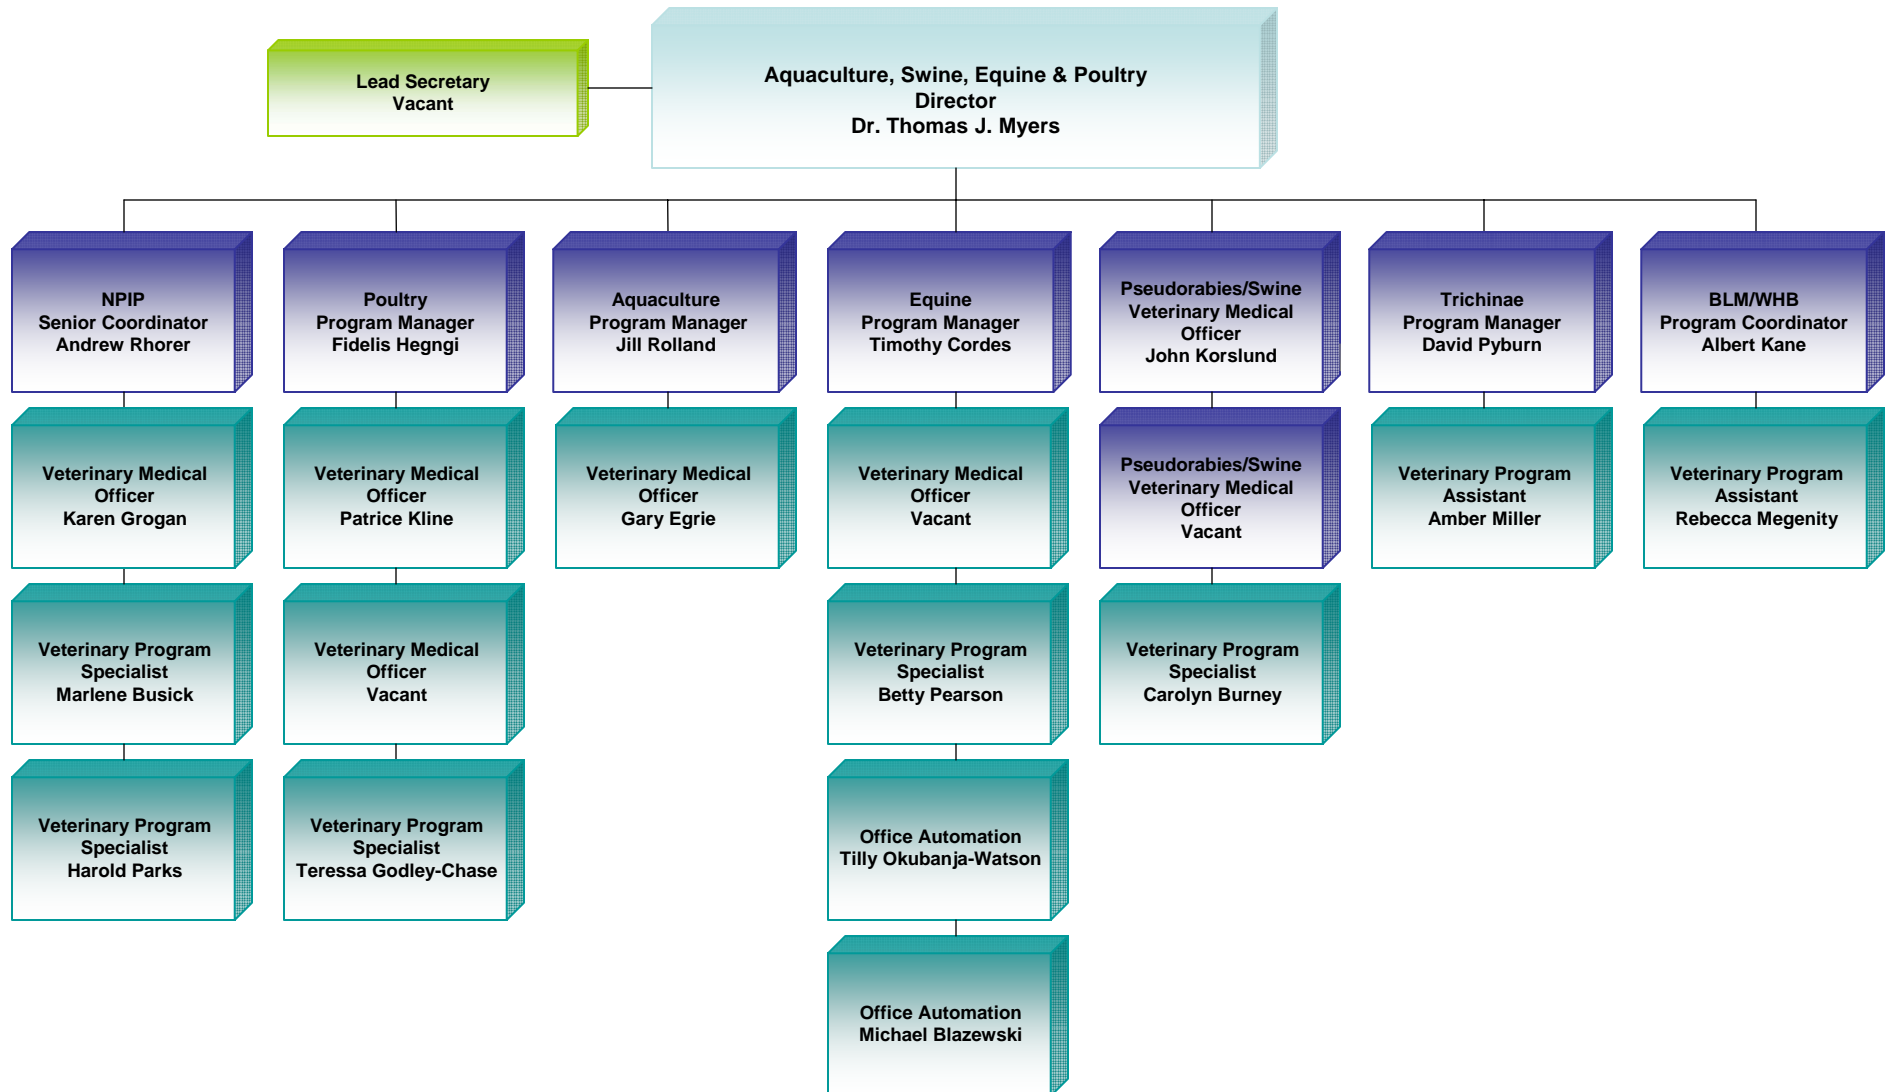 Lead Secretary
Vacant
Aquaculture, Swine, Equine & Poultry
Director
Dr. Thomas J. Myers
NPIP
Senior Coordinator
Andrew Rhorer
Poultry
Program Manager
Fidelis Hegngi
Aquaculture
Program Manager
Jill Rolland
Equine
Program Manager
Timothy Cordes
Pseudorabies/Swine
Veterinary Medical
Officer
John Korslund
Trichinae
Program Manager
David Pyburn
BLM/WHB
Program Coordinator
Albert Kane
Veterinary Medical
Officer
Karen Grogan
Veterinary Medical
Officer
Patrice Kline
Veterinary Medical
Officer
Gary Egrie
Veterinary Medical
Officer
Vacant
Pseudorabies/Swine
Veterinary Medical
Officer
Vacant
Veterinary Program
Assistant
Amber Miller
Veterinary Program
Assistant
Rebecca Megenity
Veterinary Program
Specialist
Marlene Busick
Veterinary Medical
Officer
Vacant
Veterinary Program
Specialist
Betty Pearson
Veterinary Program
Specialist
Carolyn Burney
Veterinary Program
Specialist
Harold Parks
Veterinary Program
Specialist
Teressa Godley-Chase
Office Automation
Tilly Okubanja-Watson
Office Automation
Michael Blazewski